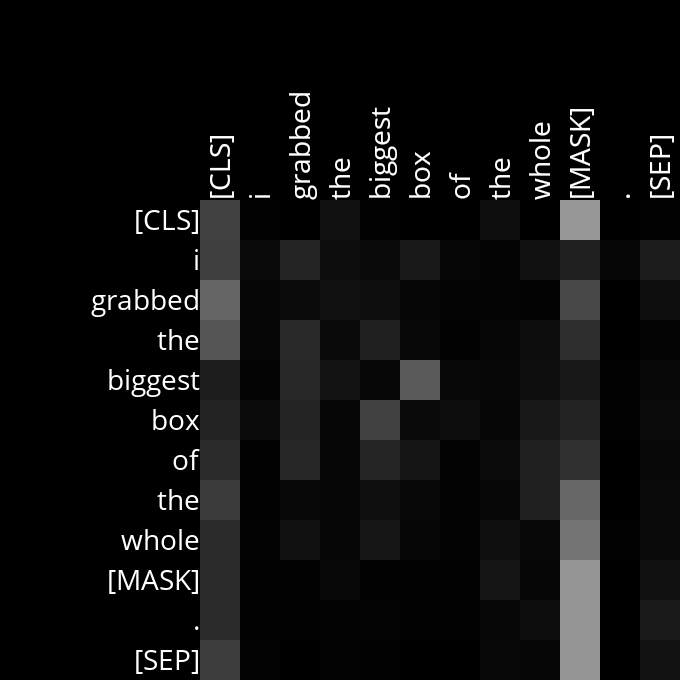 [CLS]
i
grabbed
the
biggest
box
of
the
whole
[MASK]
.
[SEP]
[CLS]
i
grabbed
the
biggest
box
of
the
whole
[MASK]
.
[SEP]